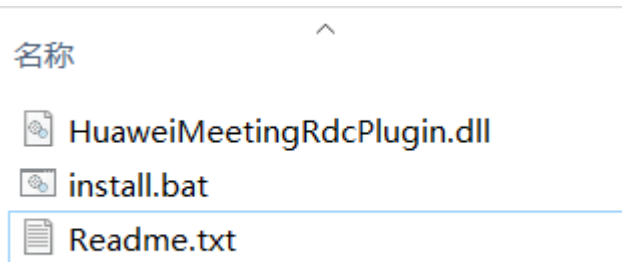 名称
HuaweiMeetingRdcPlugin.dll
install.bat
Readme.txt